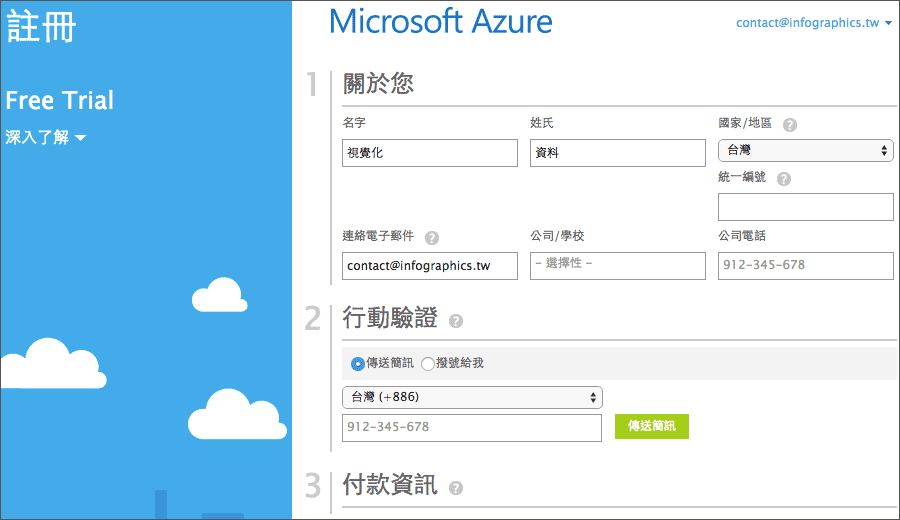 註冊
Free Trial
深入了解
Microsoft Azure
contact@infographics.tw
1 關於您
名字 姓氏 國家/地區 ?
視覺化 資料 台灣
統一編號 ?
連絡電子郵件 ? 公司/學校 公司電話
contact@infographics.tw - 選擇性 - 912-345-678
2 行動驗證 ?
傳送簡訊 撥號給我
台灣 (+886)
912-345-678 傳送簡訊
3 付款資訊 ?